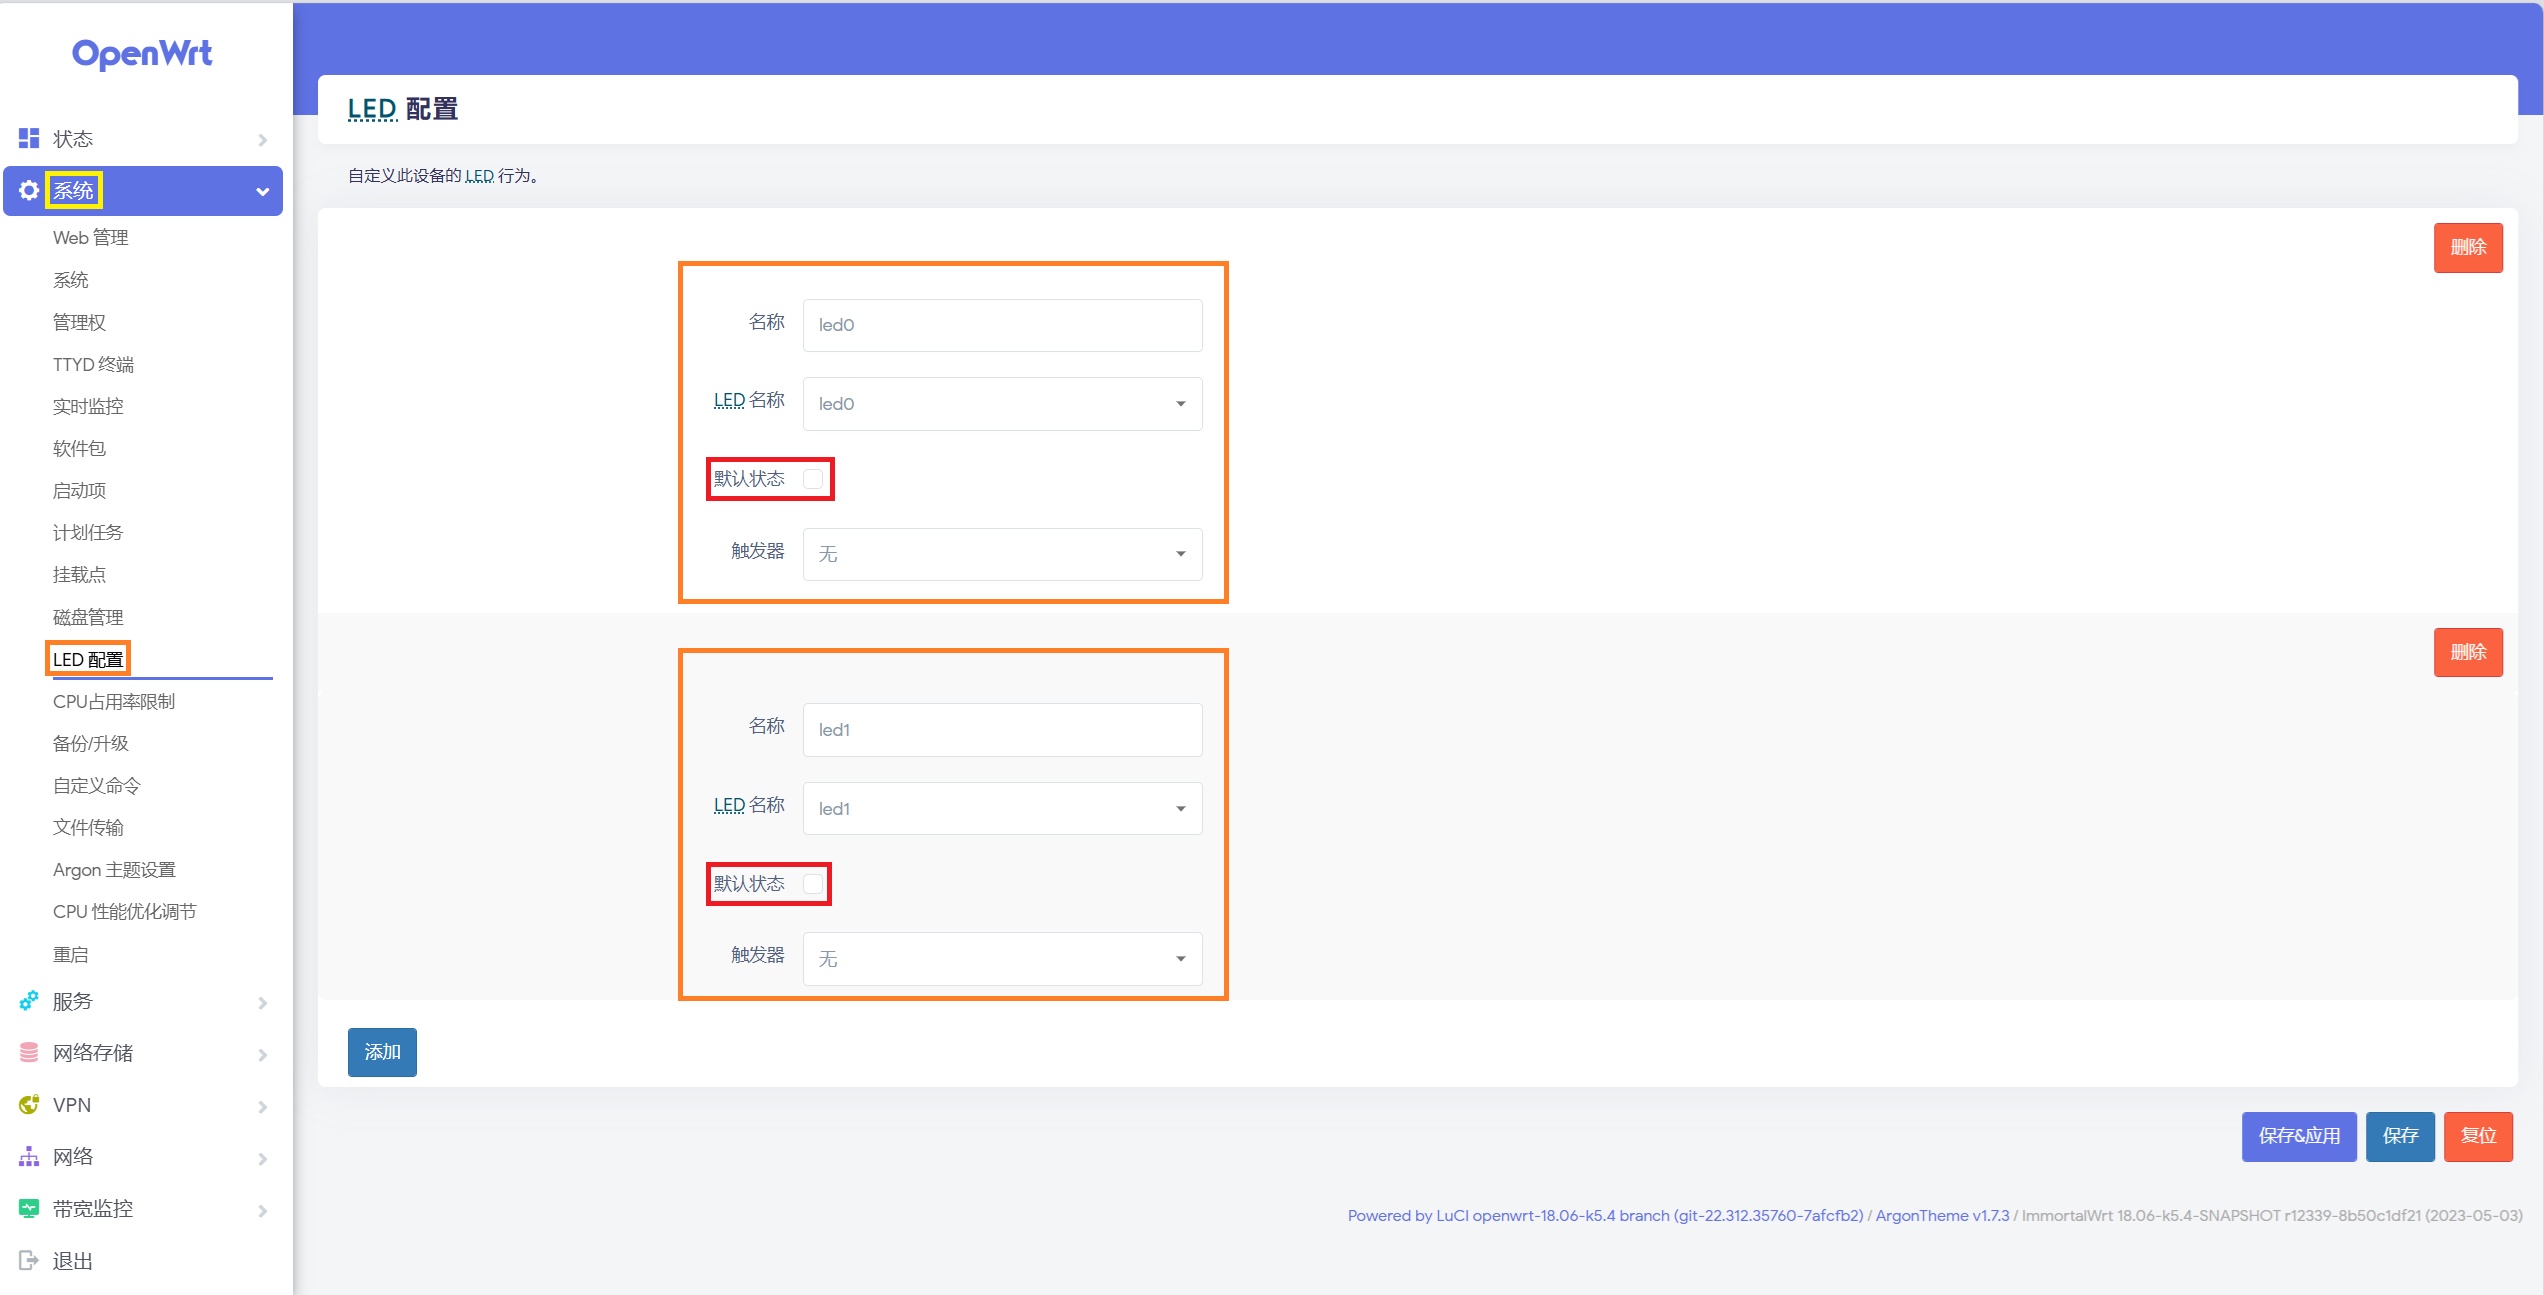 OpenWrt
状态
系统
Web 管理
系统
管理权
TTYD 终端
实时监控
软件包
启动项
计划任务
挂载点
磁盘管理
LED 配置
CPU占用率限制
备份/升级
自定义命令
文件传输
Argon 主题设置
CPU 性能优化调节
重启
服务
网络存储
VPN
网络
带宽监控
退出
LED 配置
自定义此设备的 LED 行为。
删除
名称 led0
LED 名称 led0
默认状态
触发器 无
删除
名称 led1
LED 名称 led1
默认状态
触发器 无
添加
保存&应用 保存 复位
Powered by LuCI openwrt-18.06-k5.4 branch (git-22.312.35760-7afcfb2) / ArgonTheme v1.7.3 / ImmortalWrt 18.06-k5.4-SNAPSHOT r12339-8b50c1df21 (2023-05-03)